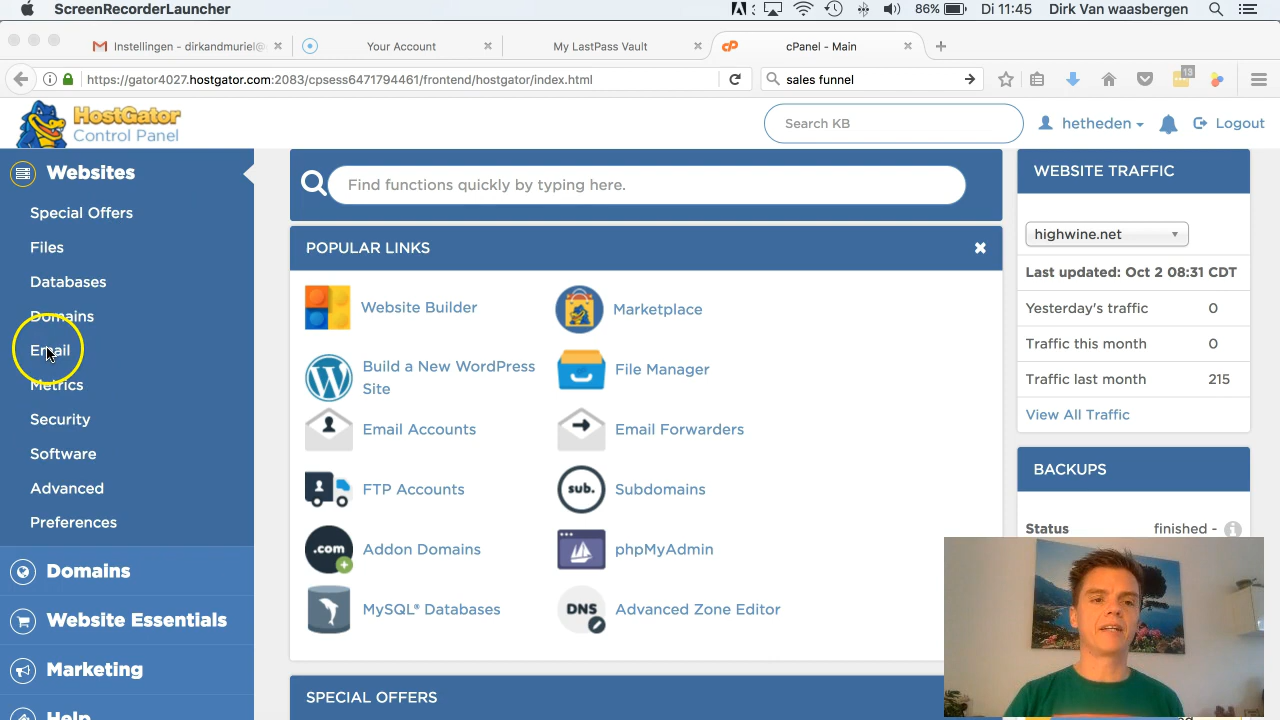 ScreenRecorderLauncher
86%
Di 11:45
Dirk Van waasbergen
Instellingen - dirkandmuriel@
Your Account
My LastPass Vault
cPanel - Main
https://gator4027.hostgator.com:2083/cpsess6471794461/frontend/hostgator/index.html
sales funnel
13
HostGator
Control Panel
Search KB
hetheden
Logout
Websites
Special Offers
Files
Databases
Domains
Email
Metrics
Security
Software
Advanced
Preferences
Domains
Website Essentials
Marketing
Help
Find functions quickly by typing here.
POPULAR LINKS
Website Builder
Marketplace
Build a New WordPress
Site
File Manager
Email Accounts
Email Forwarders
FTP Accounts
sub.
Subdomains
.com
Addon Domains
phpMyAdmin
MySQL® Databases
DNS
Advanced Zone Editor
SPECIAL OFFERS
WEBSITE TRAFFIC
highwine.net
Last updated: Oct 2 08:31 CDT
Yesterday's traffic 0
Traffic this month 0
Traffic last month 215
View All Traffic
BACKUPS
Status finished -